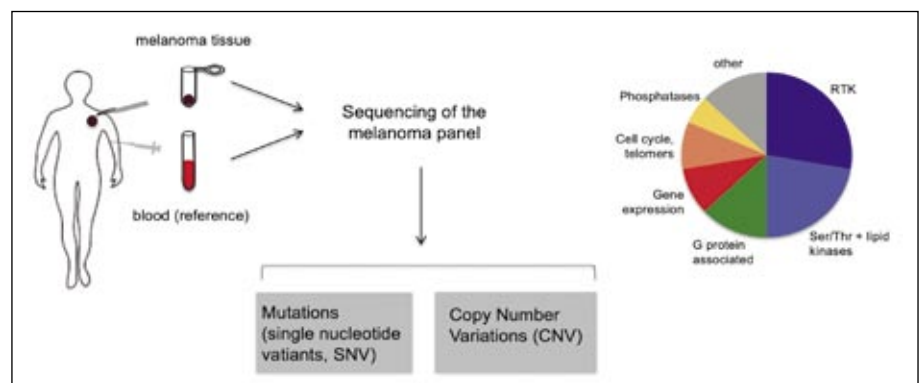 melanoma tissue
blood (reference)
Sequencing of the
melanoma panel
Mutations
(single nucleotide
vatiants, SNV)
Copy Number
Variations (CNV)
other
RTK
Phosphatases
Cell cycle,
telomers
Gene
expression
G protein
associated
Ser/Thr + lipid
kinases